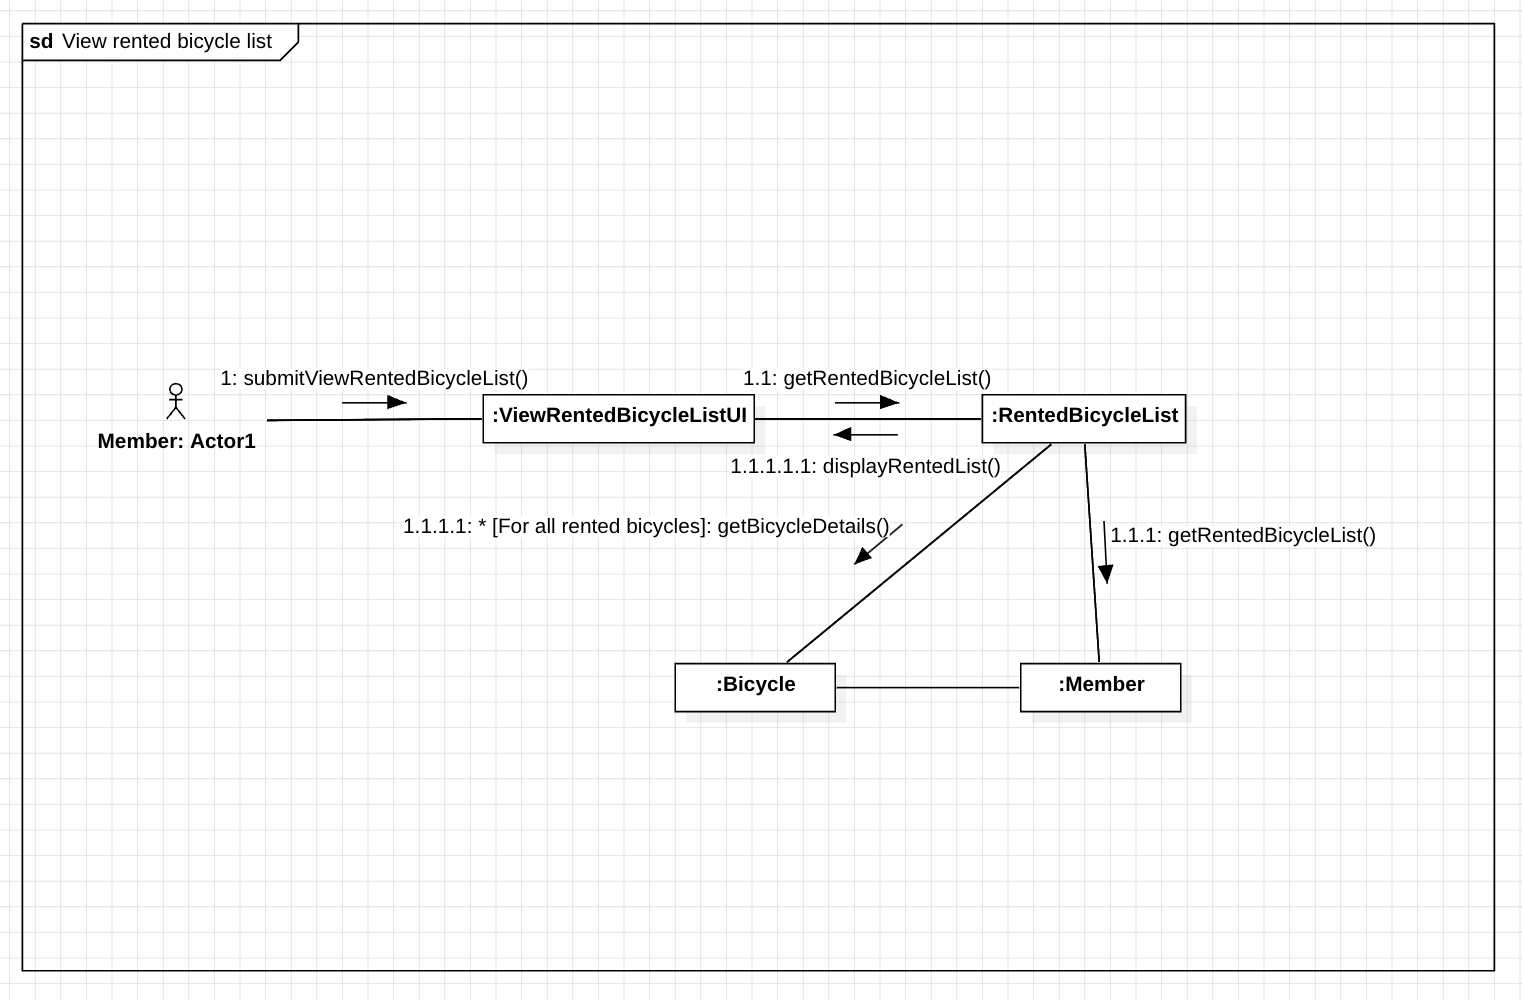 sd View rented bicycle list
1: submitViewRentedBicycleList()
1.1: getRentedBicycleList()
:ViewRentedBicycleListUI
:RentedBicycleList
Member: Actor1
1.1.1.1.1: displayRentedList()
1.1.1.1: * [For all rented bicycles]: getBicycleDetails()
1.1.1: getRentedBicycleList()
:Bicycle
:Member